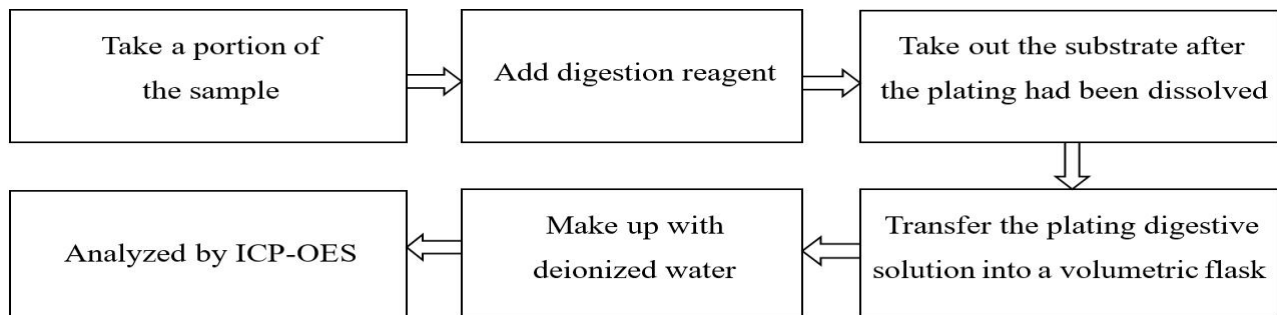 Take a portion of
the sample
Add digestion reagent
Take out the substrate after
the plating had been dissolved
Transfer the plating digestive
solution into a volumetric flask
Make up with
deionized water
Analyzed by ICP-OES